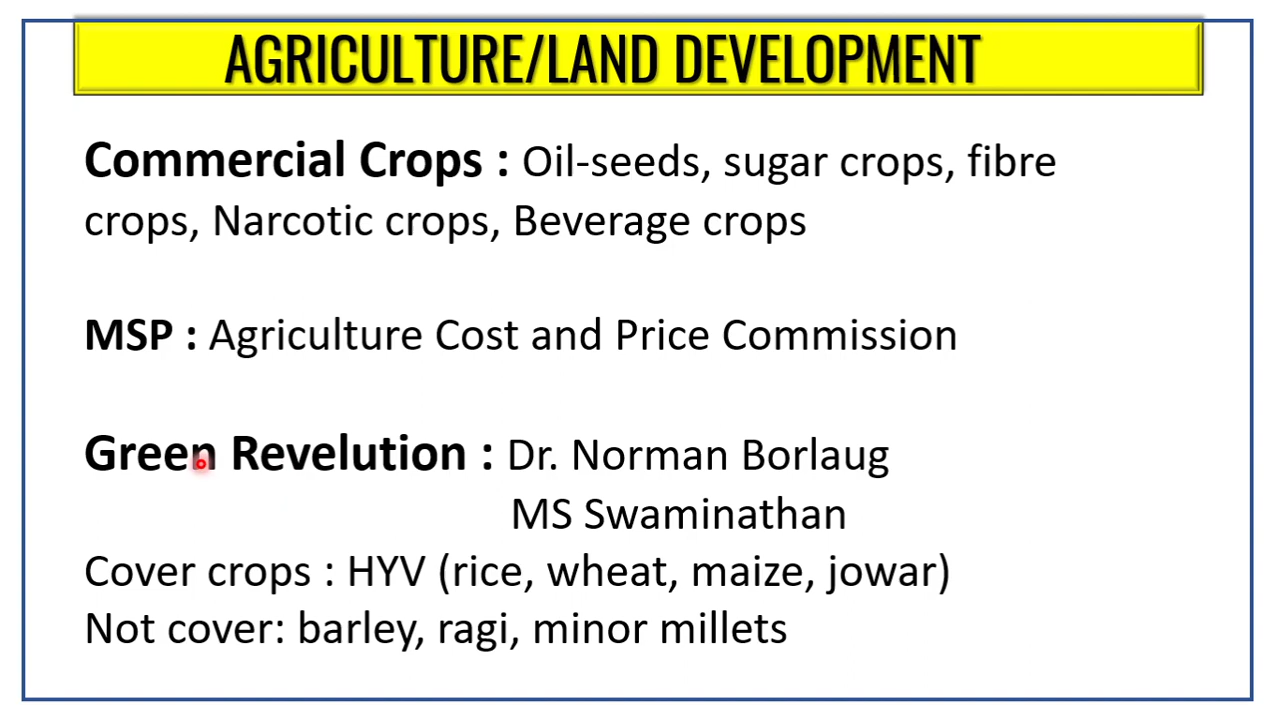 AGRICULTURE/LAND DEVELOPMENT
Commercial Crops : Oil-seeds, sugar crops, fibre
crops, Narcotic crops, Beverage crops
MSP : Agriculture Cost and Price Commission
Green Revelution : Dr. Norman Borlaug
MS Swaminathan
Cover crops : HYV (rice, wheat, maize, jowar)
Not cover: barley, ragi, minor millets